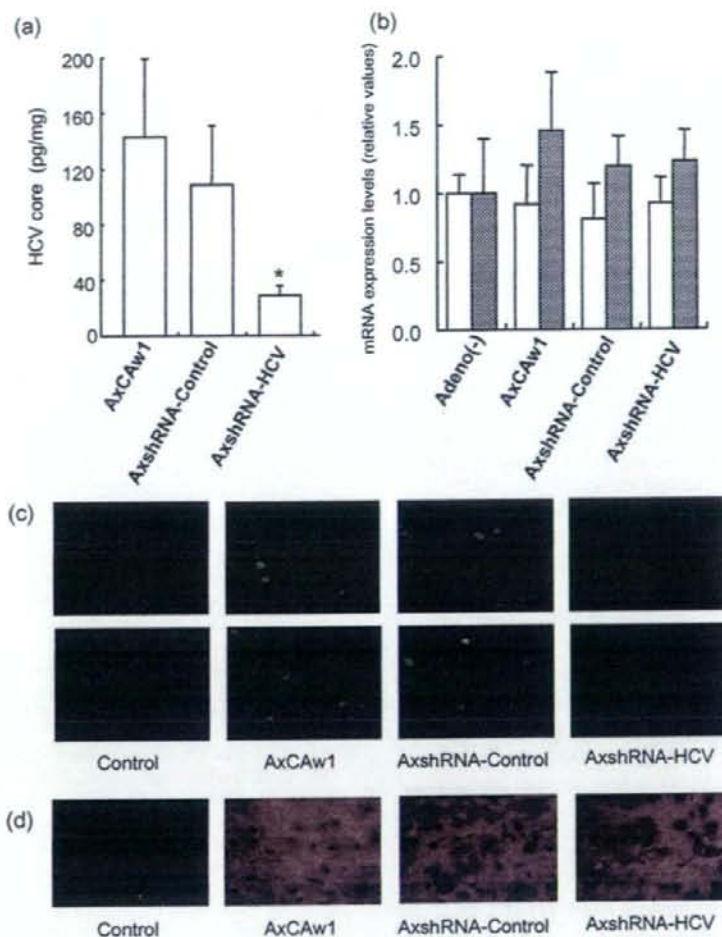 (a)
HCV core (pg/mg)
200
160
120
80
40
0
*
AxCAw1
AxshRNA-Control
AxshRNA-HCV
(b)
mRNA expression levels (relative values)
2.0
1.5
1.0
0.5
0.0
Adeno(-)
AxCAw1
AxshRNA-Control
AxshRNA-HCV
(c)
Control AxCAw1 AxshRNA-Control AxshRNA-HCV
(d)
Control AxCAw1 AxshRNA-Control AxshRNA-HCV